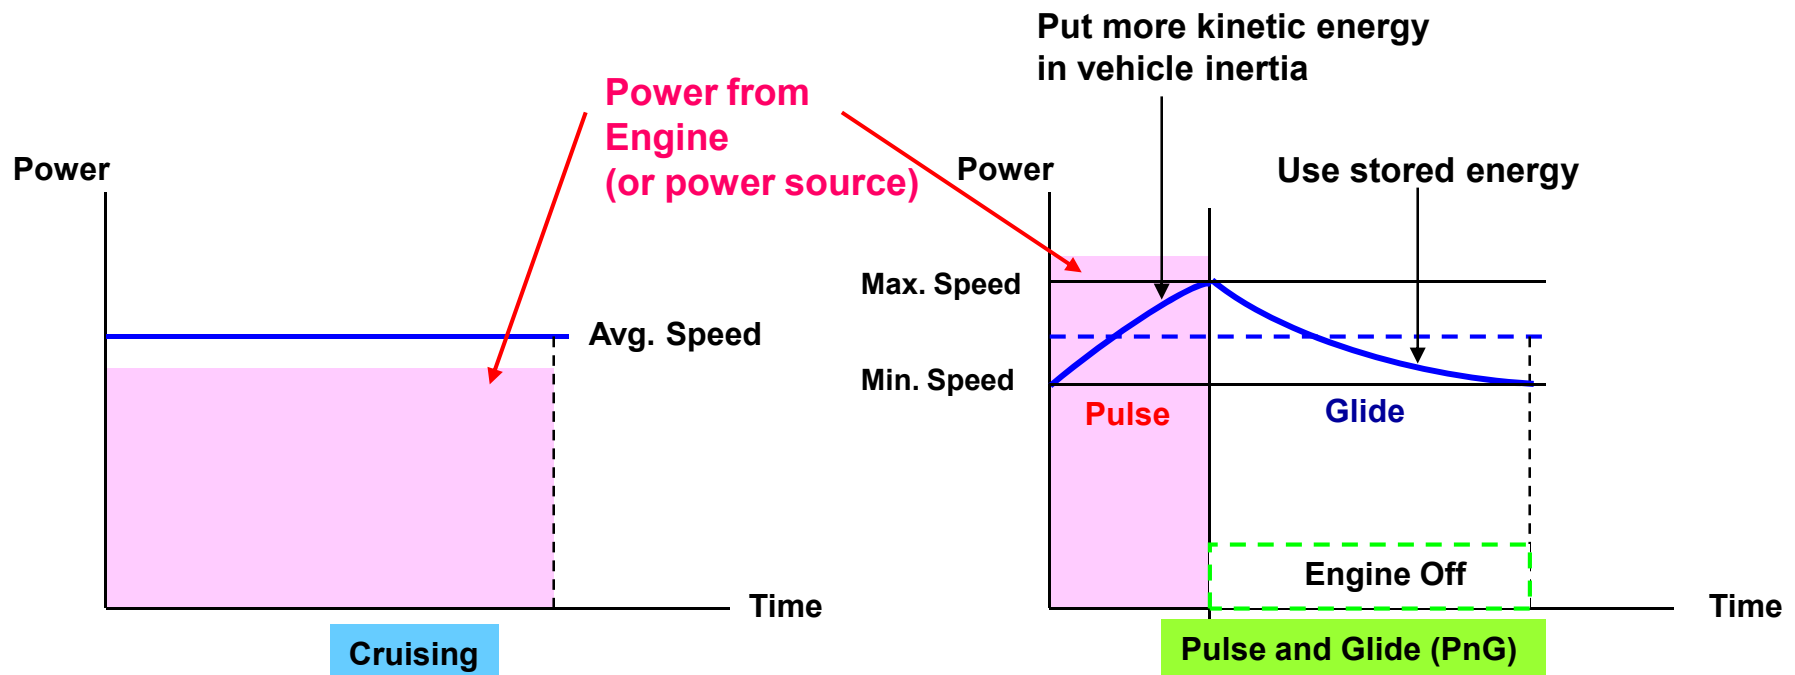 Put more kinetic energy
in vehicle inertia
Power from
Engine
(or power source)
Power
Power
Use stored energy
Max. Speed
Avg. Speed
Min. Speed
Pulse
Glide
Engine Off
Time
Time
Cruising
Pulse and Glide (PnG)